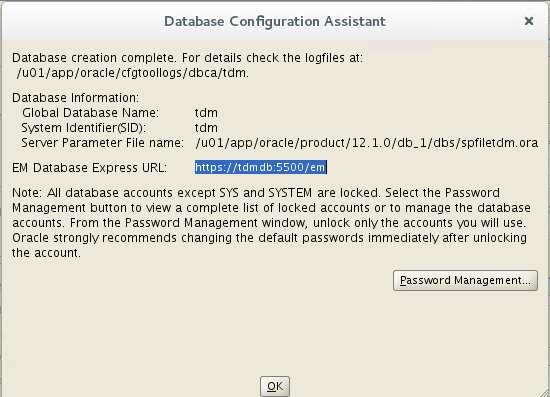 Database Configuration Assistant
Database creation complete. For details check the logfiles at:
/u01/app/oracle/cfgtoollogs/dbca/tdm.
Database Information:
Global Database Name: tdm
System Identifier(SID): tdm
Server Parameter File name: /u01/app/oracle/product/12.1.0/db_1/dbs/spfiletdm.ora
EM Database Express URL: https://tdmdb:5500/em
Note: All database accounts except SYS and SYSTEM are locked. Select the Password
Management button to view a complete list of locked accounts or to manage the database
accounts. From the Password Management window, unlock only the accounts you will use.
Oracle strongly recommends changing the default passwords immediately after unlocking
the account.
Password Management...
OK